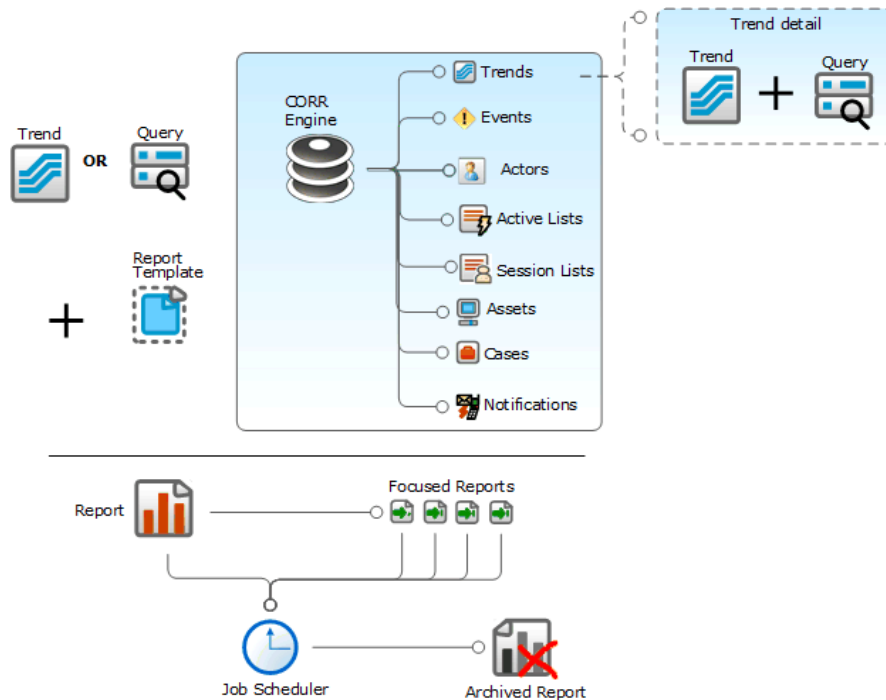 Trend detail
Trend
Query
CORR
Engine
Trends
Events
Actors
Active Lists
Session Lists
Assets
Cases
Notifications
Trend
OR
Query
Report
Template
Report
Focused Reports
Job Scheduler
Archived Report